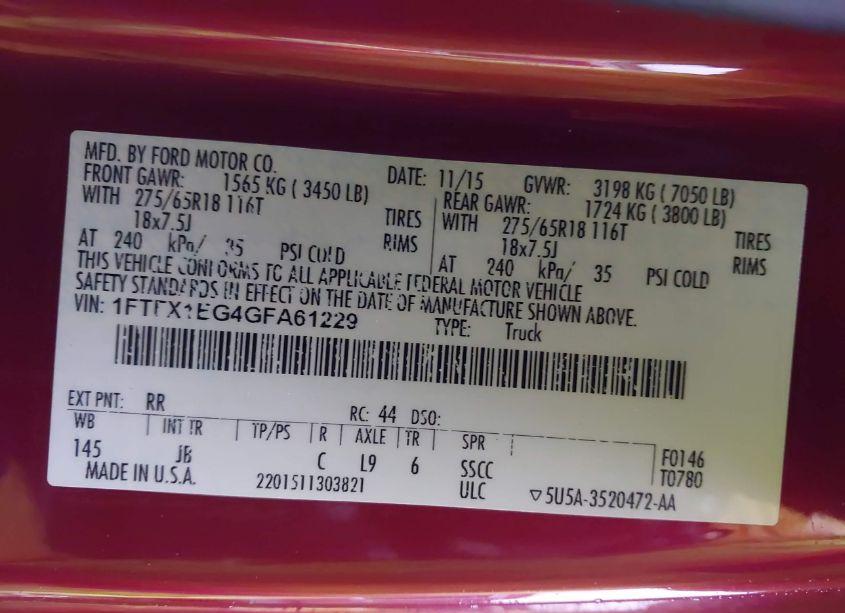 MFD. BY FORD MOTOR CO.
DATE: 11/15
GVWR: 3198 KG ( 7050 LB)
FRONT GAWR: 1565 KG ( 3450 LB)
REAR GAWR: 1724 KG ( 3800 LB)
WITH 275/65R18 116T TIRES
WITH 275/65R18 116T TIRES
18x7.5J RIMS
18x7.5J RIMS
AT 240 kPa/ 35 PSI COLD
AT 240 kPa/ 35 PSI COLD
THIS VEHICLE CONFORMS TO ALL APPLICABLE FEDERAL MOTOR VEHICLE
SAFETY STANDARDS IN EFFECT ON THE DATE OF MANUFACTURE SHOWN ABOVE.
VIN: 1FTFX1EG4GFA61229
TYPE: Truck
EXT PNT: RR
RC: 44 DSO:
WB INT TR TP/PS R AXLE TR SPR
145 JB C L9 6 SSCC
F0146
T0780
MADE IN U.S.A.
2201511303821
ULC
▽5U5A-3520472-AA